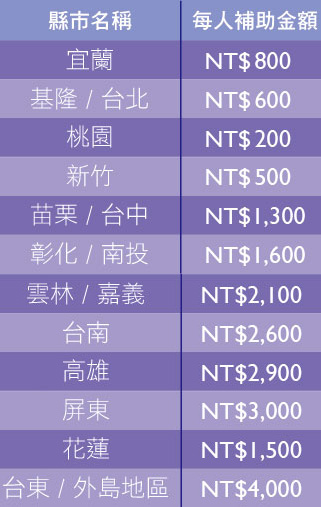 縣市名稱 每人補助金額
宜蘭 NT$800
基隆 / 台北 NT$600
桃園 NT$200
新竹 NT$500
苗栗 / 台中 NT$1,300
彰化 / 南投 NT$1,600
雲林 / 嘉義 NT$2,100
台南 NT$2,600
高雄 NT$2,900
屏東 NT$3,000
花蓮 NT$1,500
台東 / 外島地區 NT$4,000